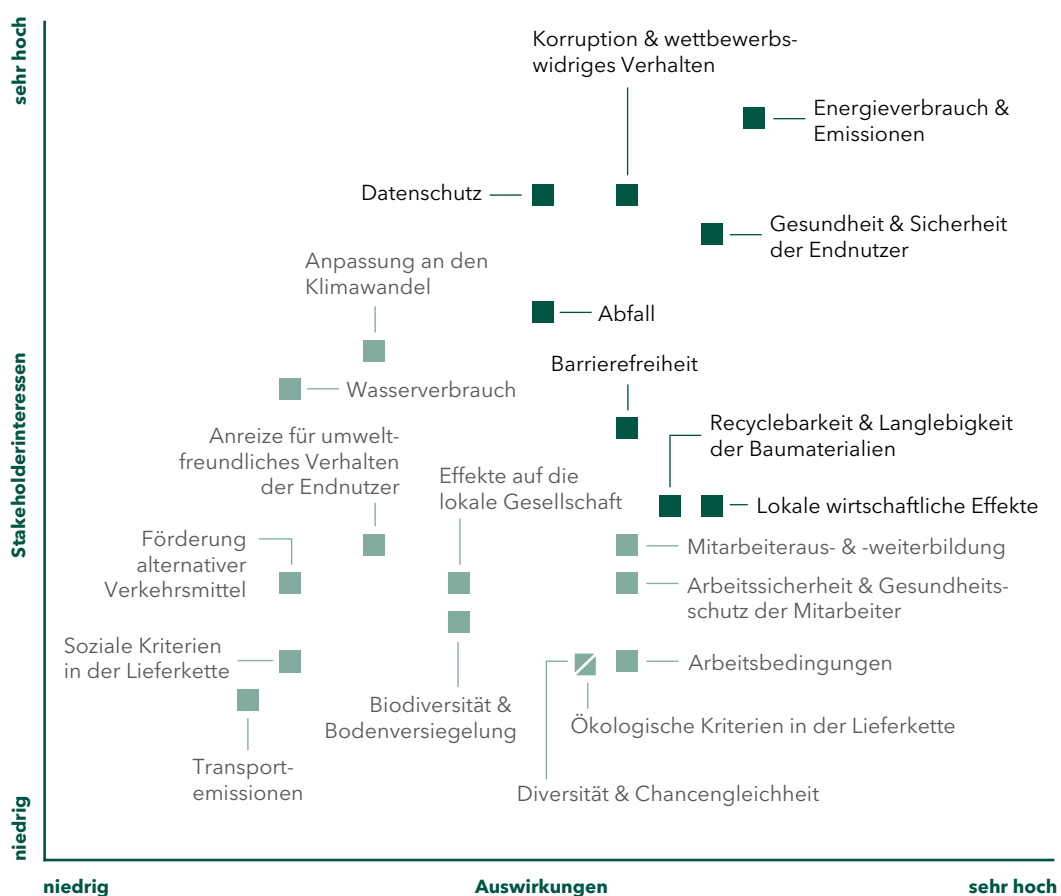 sehr hoch
Stakeholderinteressen
niedrig
Korruption & wettbewerbs-
widriges Verhalten
Energieverbrauch &
Emissionen
Datenschutz
Gesundheit & Sicherheit
der Endnutzer
Anpassung an den
Klimawandel
Abfall
Barrierefreiheit
Wasserverbrauch
Recyclebarkeit & Langlebigkeit
der Baumaterialien
Anreize für umwelt-
freundliches Verhalten
der Endnutzer
Effekte auf die
lokale Gesellschaft
Lokale wirtschaftliche Effekte
Förderung
alternativer
Verkehrsmittel
Mitarbeiteraus- & -weiterbildung
Arbeitssicherheit & Gesundheits-
schutz der Mitarbeiter
Soziale Kriterien
in der Lieferkette
Arbeitsbedingungen
Biodiversität &
Bodenversiegelung
Ökologische Kriterien in der Lieferkette
Transport-
emissionen
Diversität & Chancengleichheit
niedrig
Auswirkungen
sehr hoch